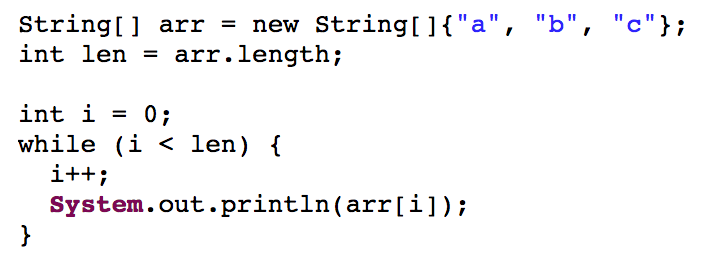 String[] arr = new String[]{"a", "b", "c"};
int len = arr.length;

int i = 0;
while (i < len) {
  i++;
  System.out.println(arr[i]);
}